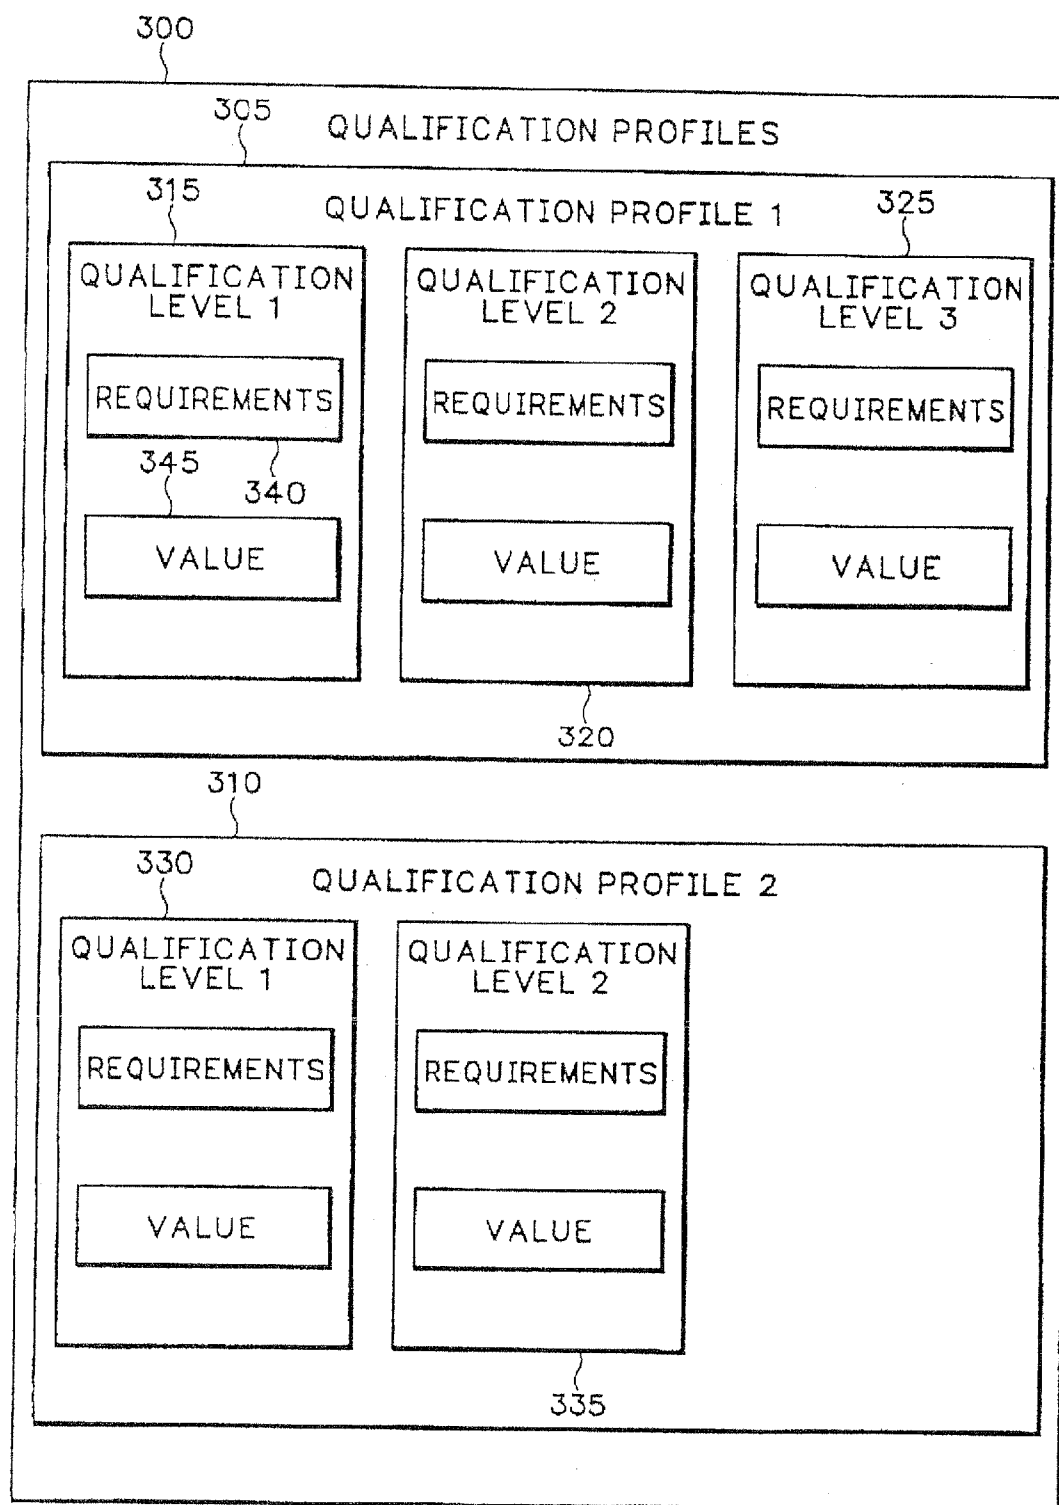 300
305
QUALIFICATION PROFILES
315
QUALIFICATION PROFILE 1
325
QUALIFICATION
LEVEL 1
REQUIREMENTS
340
345
VALUE
QUALIFICATION
LEVEL 2
REQUIREMENTS
VALUE
320
QUALIFICATION
LEVEL 3
REQUIREMENTS
VALUE
310
330
QUALIFICATION PROFILE 2
QUALIFICATION
LEVEL 1
REQUIREMENTS
VALUE
QUALIFICATION
LEVEL 2
REQUIREMENTS
VALUE
335